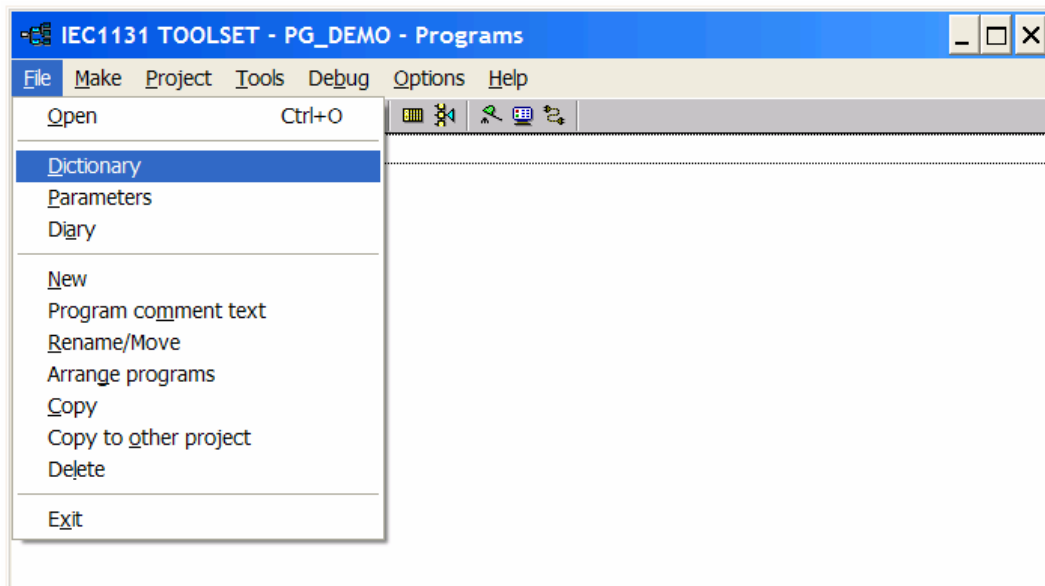 IEC1131 TOOLSET - PG_DEMO - Programs
File Make Project Tools Debug Options Help
Open Ctrl+O
Dictionary
Parameters
Diary
New
Program comment text
Rename/Move
Arrange programs
Copy
Copy to other project
Delete
Exit